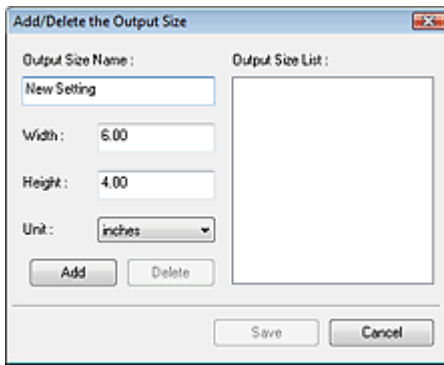 Add/Delete the Output Size
Output Size Name :
New Setting
Width :
6.00
Height :
4.00
Unit :
inches
Add
Delete
Output Size List :
Save
Cancel